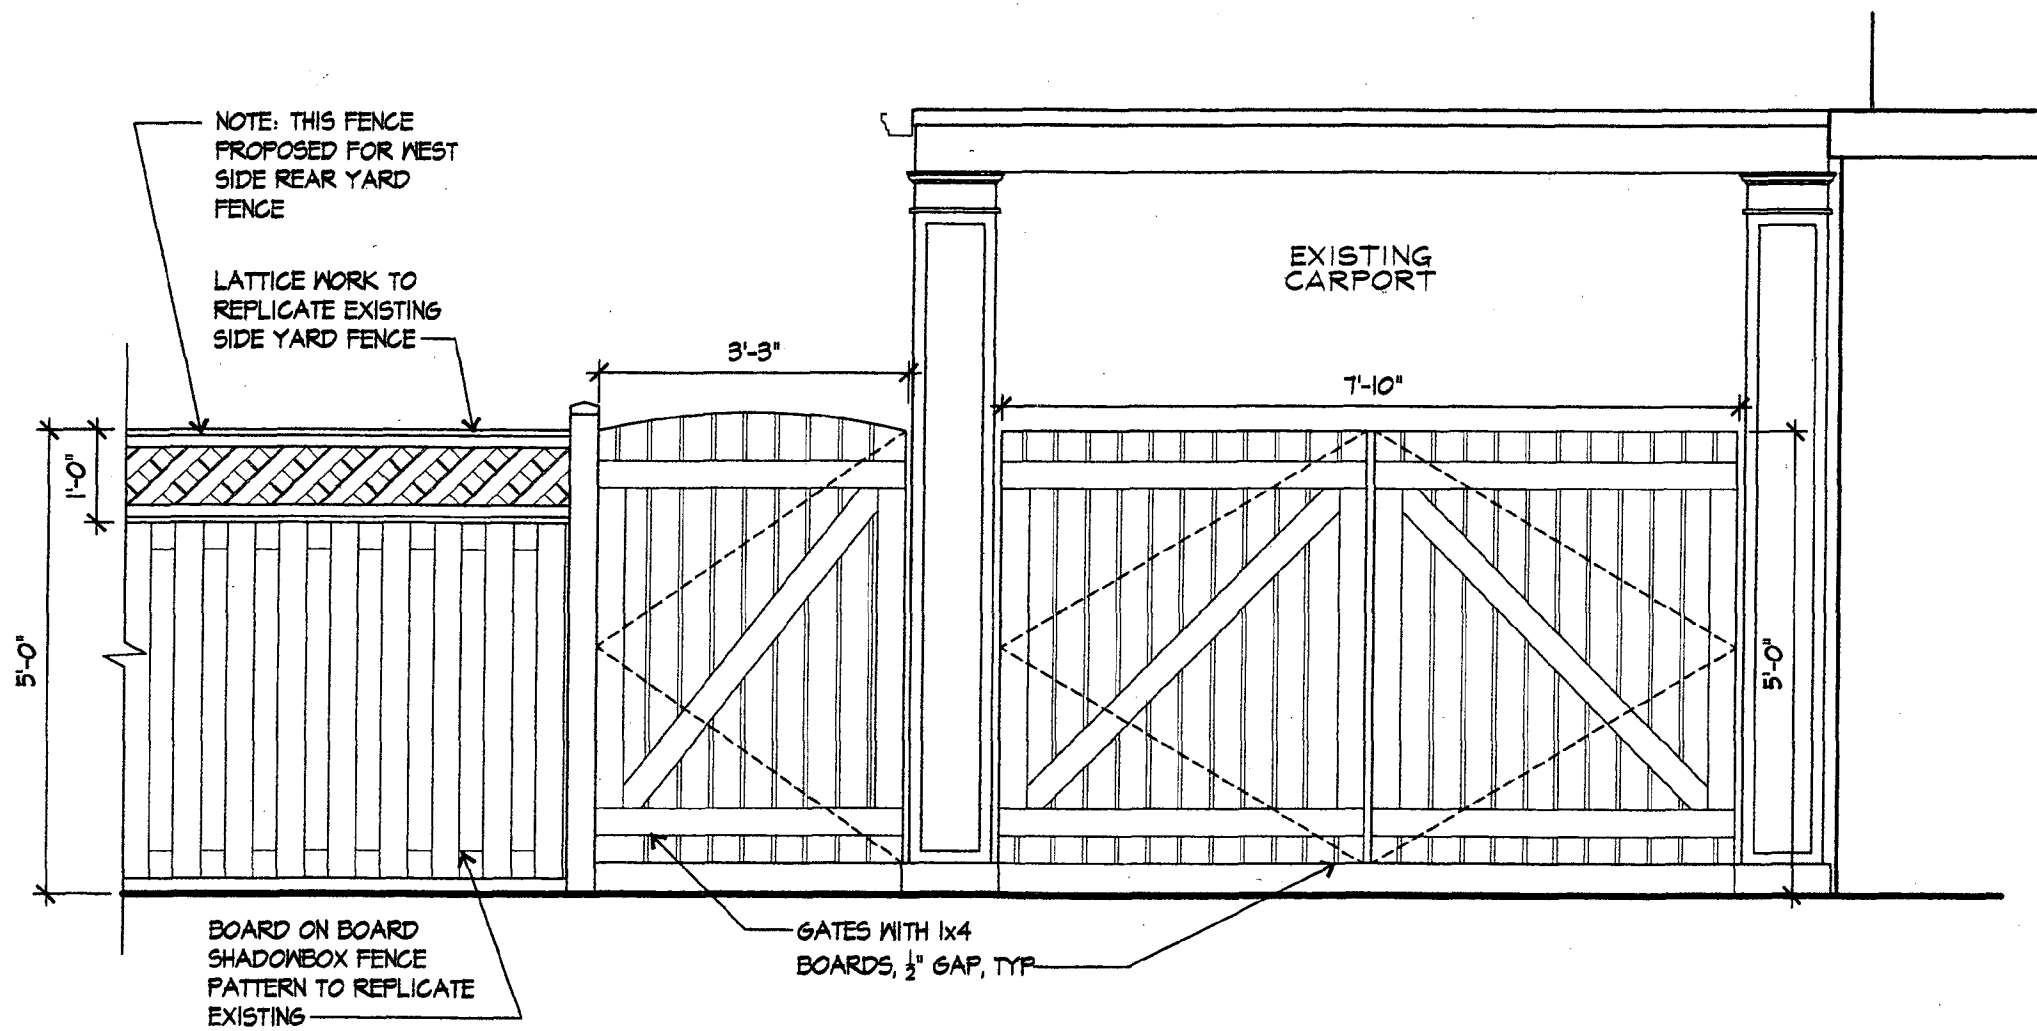 NOTE: THIS FENCE
PROPOSED FOR WEST
SIDE REAR YARD
FENCE
LATTICE WORK TO
REPLICATE EXISTING
SIDE YARD FENCE
EXISTING
CARPORT
3'-3"
7'-10"
1'-0"
5'-0"
5'-0"
BOARD ON BOARD
SHADOWBOX FENCE
PATTERN TO REPLICATE
EXISTING
GATES WITH 1x4
BOARDS, ½" GAP, TYP